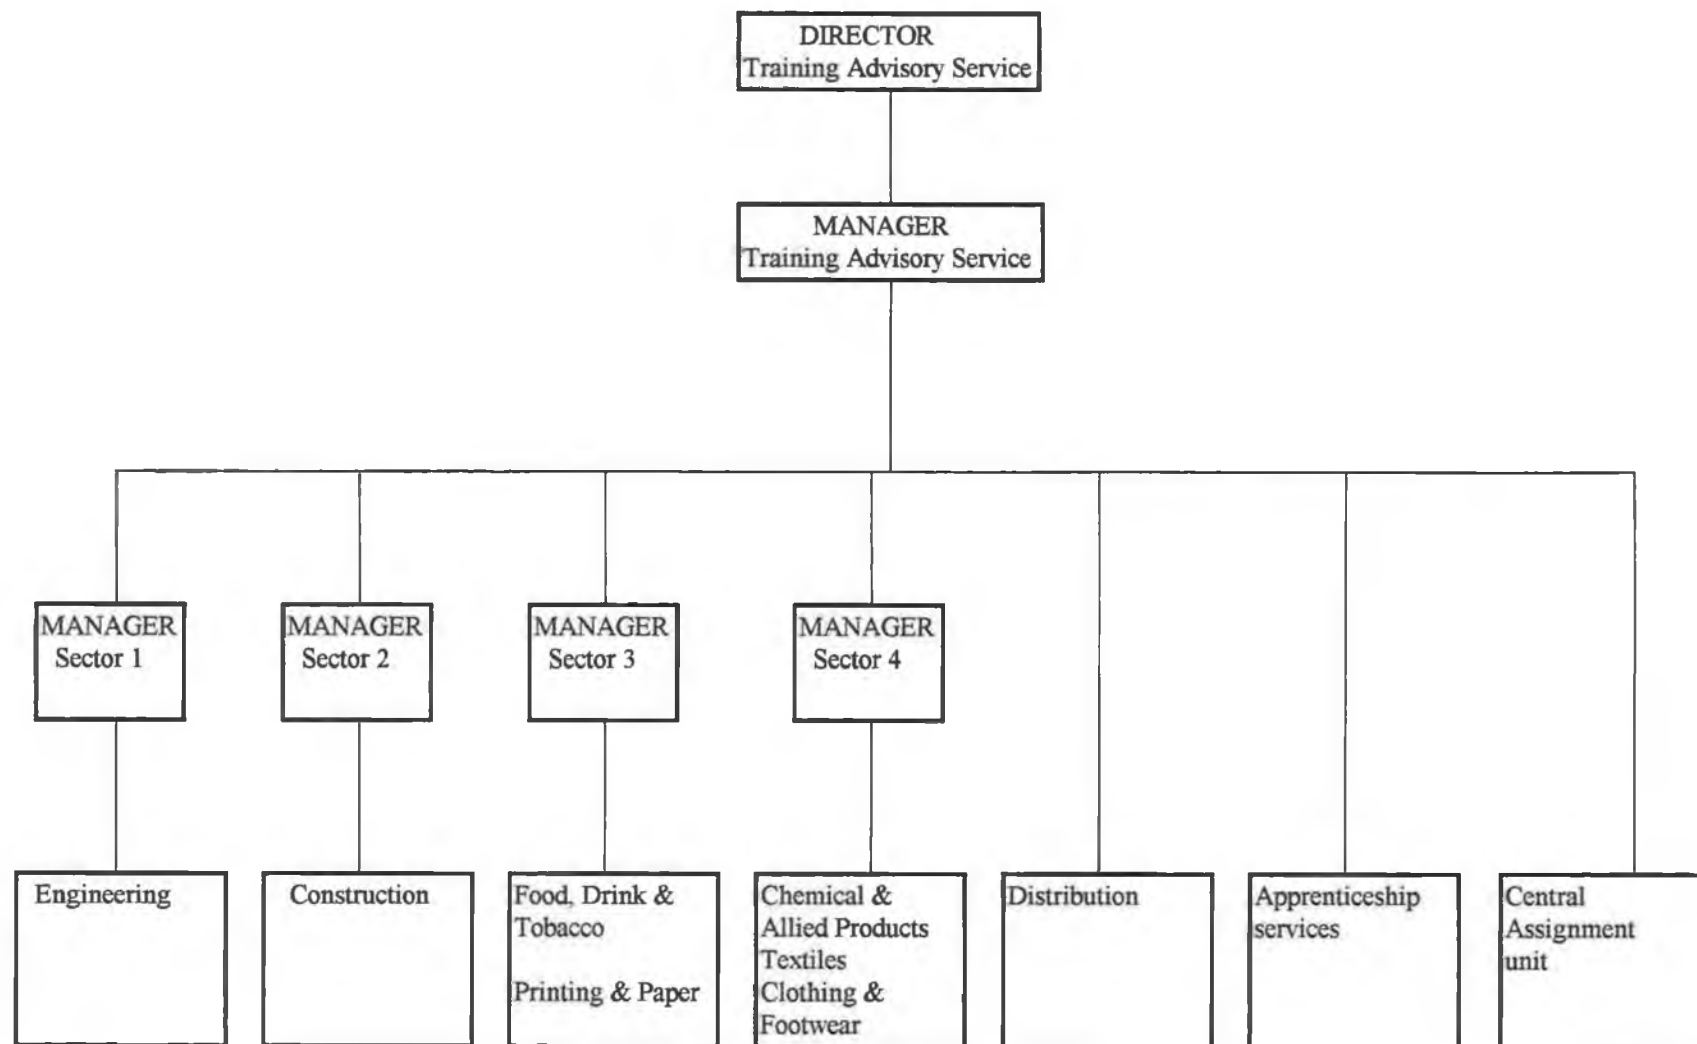 DIRECTOR
Training Advisory Service
MANAGER
Training Advisory Service
MANAGER
Sector 1
MANAGER
Sector 2
MANAGER
Sector 3
MANAGER
Sector 4
Engineering
Construction
Food, Drink &
Tobacco
Printing & Paper
Chemical &
Allied Products
Textiles
Clothing &
Footwear
Distribution
Apprenticeship
services
Central
Assignment
unit